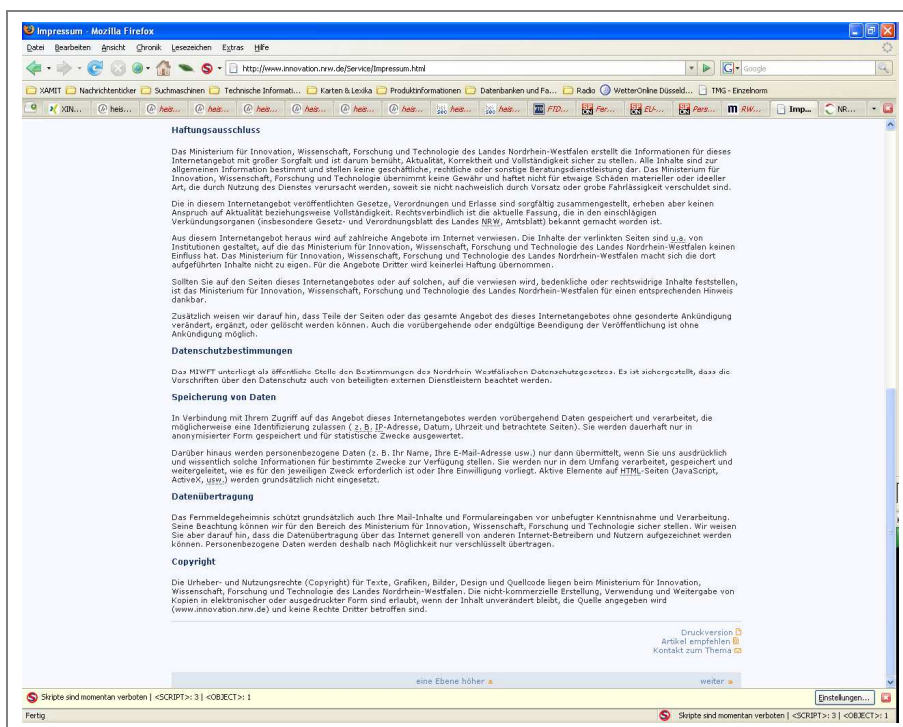 Impressum - Mozilla Firefox
Datei Bearbeiten Ansicht Chronik Lesezeichen Extras Hilfe
http://www.innovation.nrw.de/Service/Impressum.html
Google
XAMIT Nachrichtenticker Suchmaschinen Technische Informati... Karten & Lexika Produktinformationen Datenbanken und Fa... Radio WetterOnline Düsseld... TMG - Einzelnorm
XIN... heis... heis... heis... heis... heis... heis... heis... heis... heis... FTD... Fer... EU-... Pers... RW... Imp... NR...
Haftungsausschluss
Das Ministerium für Innovation, Wissenschaft, Forschung und Technologie des Landes Nordrhein-Westfalen erstellt die Informationen für dieses
Internetangebot mit großer Sorgfalt und ist darum bemüht, Aktualität, Korrektheit und Vollständigkeit sicher zu stellen. Alle Inhalte sind zur
allgemeinen Information bestimmt und stellen keine geschäftliche, rechtliche oder sonstige Beratungsdienstleistung dar. Das Ministerium für
Innovation, Wissenschaft, Forschung und Technologie übernimmt keine Gewähr und haftet nicht für etwaige Schäden materieller oder ideeller
Art, die durch Nutzung des Dienstes verursacht werden, soweit sie nicht nachweislich durch Vorsatz oder grobe Fahrlässigkeit verschuldet sind.
Die in diesem Internetangebot veröffentlichten Gesetze, Verordnungen und Erlasse sind sorgfältig zusammengestellt, erheben aber keinen
Anspruch auf Aktualität beziehungsweise Vollständigkeit. Rechtsverbindlich ist die aktuelle Fassung, die in den einschlägigen
Verkündungsorganen (insbesondere Gesetz- und Verordnungsblatt des Landes NRW, Amtsblatt) bekannt gemacht worden ist.
Aus diesem Internetangebot heraus wird auf zahlreiche Angebote im Internet verwiesen. Die Inhalte der verlinkten Seiten sind u.a. von
Institutionen gestaltet, auf die das Ministerium für Innovation, Wissenschaft, Forschung und Technologie des Landes Nordrhein-Westfalen keinen
Einfluss hat. Das Ministerium für Innovation, Wissenschaft, Forschung und Technologie des Landes Nordrhein-Westfalen macht sich die dort
aufgeführten Inhalte nicht zu eigen. Für die Angebote Dritter wird keinerlei Haftung übernommen.
Sollten Sie auf den Seiten dieses Internetangebotes oder auf solchen, auf die verwiesen wird, bedenkliche oder rechtswidrige Inhalte feststellen,
ist das Ministerium für Innovation, Wissenschaft, Forschung und Technologie des Landes Nordrhein-Westfalen für einen entsprechenden Hinweis
dankbar.
Zusätzlich weisen wir darauf hin, dass Teile der Seiten oder das gesamte Angebot des dieses Internetangebotes ohne gesonderte Ankündigung
verändert, ergänzt, oder gelöscht werden können. Auch die vorübergehende oder endgültige Beendigung der Veröffentlichung ist ohne
Ankündigung möglich.
Datenschutzbestimmungen
Das MIWFT unterliegt als öffentliche Stelle den Bestimmungen des Nordrhein Westfälischen Datenschutzgesetzes. Es ist sichergestellt, dass die
Vorschriften über den Datenschutz auch von beteiligten externen Dienstleistern beachtet werden.
Speicherung von Daten
In Verbindung mit Ihrem Zugriff auf das Angebot dieses Internetangebotes werden vorübergehend Daten gespeichert und verarbeitet, die
möglicherweise eine Identifizierung zulassen ( z. B. IP-Adresse, Datum, Uhrzeit und betrachtete Seiten). Sie werden dauerhaft nur in
anonymisierter Form gespeichert und für statistische Zwecke ausgewertet.
Darüber hinaus werden personenbezogene Daten (z. B. Ihr Name, Ihre E-Mail-Adresse usw.) nur dann übermittelt, wenn Sie uns ausdrücklich
und wissentlich solche Informationen für bestimmte Zwecke zur Verfügung stellen. Sie werden nur in dem Umfang verarbeitet, gespeichert und
weitergeleitet, wie es für den jeweiligen Zweck erforderlich ist oder Ihre Einwilligung vorliegt. Aktive Elemente auf HTML-Seiten (JavaScript,
ActiveX, usw.) werden grundsätzlich nicht eingesetzt.
Datenübertragung
Das Fernmeldegeheimnis schützt grundsätzlich auch Ihre Mail-Inhalte und Formulareingaben vor unbefugter Kenntnisnahme und Verarbeitung.
Seine Beachtung können wir für den Bereich des Ministerium für Innovation, Wissenschaft, Forschung und Technologie sicher stellen. Wir weisen
Sie aber darauf hin, dass die Datenübertragung über das Internet generell von anderen Internet-Betreibern und Nutzern aufgezeichnet werden
können. Personenbezogene Daten werden deshalb nach Möglichkeit nur verschlüsselt übertragen.
Copyright
Die Urheber- und Nutzungsrechte (Copyright) für Texte, Grafiken, Bilder, Design und Quellcode liegen beim Ministerium für Innovation,
Wissenschaft, Forschung und Technologie des Landes Nordrhein-Westfalen. Die nicht-kommerzielle Erstellung, Verwendung und Weitergabe von
Kopien in elektronischer oder ausgedruckter Form sind erlaubt, wenn der Inhalt unverändert bleibt, die Quelle angegeben wird
(www.innovation.nrw.de) und keine Rechte Dritter betroffen sind.
Druckversion
Artikel empfehlen
Kontakt zum Thema
eine Ebene höher weiter
Skripte sind momentan verboten | <SCRIPT>: 3 | <OBJECT>: 1 Einstellungen...
Fertig Skripte sind momentan verboten | <SCRIPT>: 3 | <OBJECT>: 1